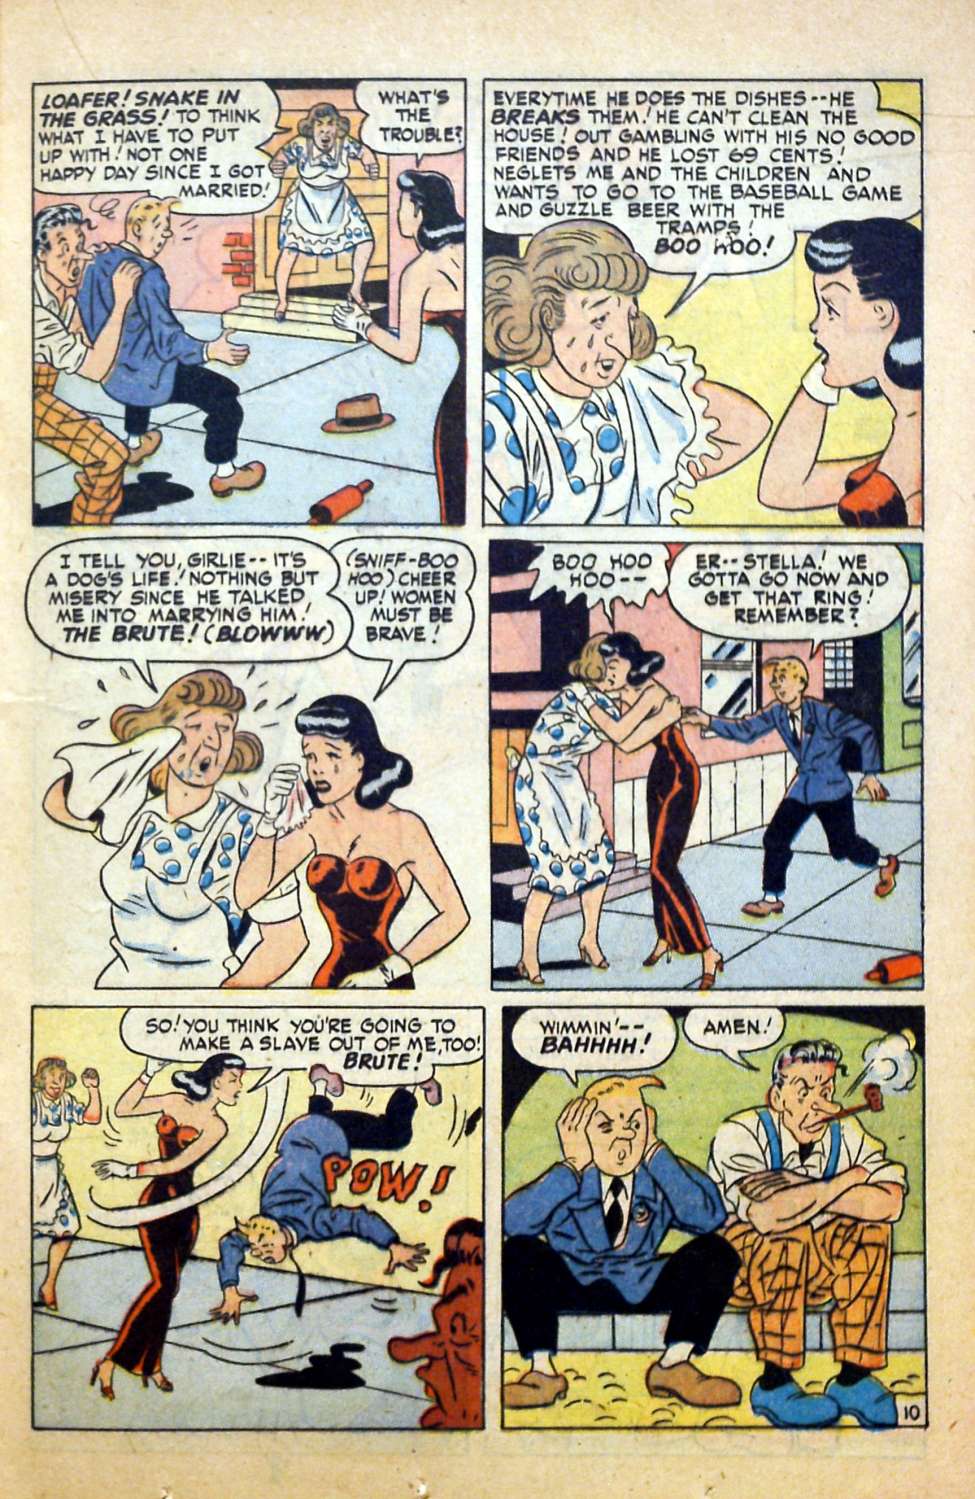 LOAFER! SNAKE IN
THE GRASS! TO THINK
WHAT I HAVE TO PUT
UP WITH! NOT ONE
HAPPY DAY SINCE I GOT
MARRIED!
WHAT'S
THE
TROUBLE?
EVERYTIME HE DOES THE DISHES--HE
BREAKS THEM! HE CAN'T CLEAN THE
HOUSE! OUT GAMBLING WITH HIS NO GOOD
FRIENDS AND HE LOST 69 CENTS!
NEGLETS ME AND THE CHILDREN AND
WANTS TO GO TO THE BASEBALL GAME
AND GUZZLE BEER WITH THE
TRAMPS!
BOO HOO!
I TELL YOU, GIRLIE-- IT'S
A DOG'S LIFE! NOTHING BUT
MISERY SINCE HE TALKED
ME INTO MARRYING HIM!
THE BRUTE! (BLOWWW)
(SNIFF-BOO
HOO) CHEER
UP! WOMEN
MUST BE
BRAVE!
BOO HOO
HOO--
ER-- STELLA! WE
GOTTA GO NOW AND
GET THAT RING!
REMEMBER?
SO! YOU THINK YOU'RE GOING TO
MAKE A SLAVE OUT OF ME, TOO!
BRUTE!
POW!
WIMMIN'--
BAHHHH!
AMEN!
10